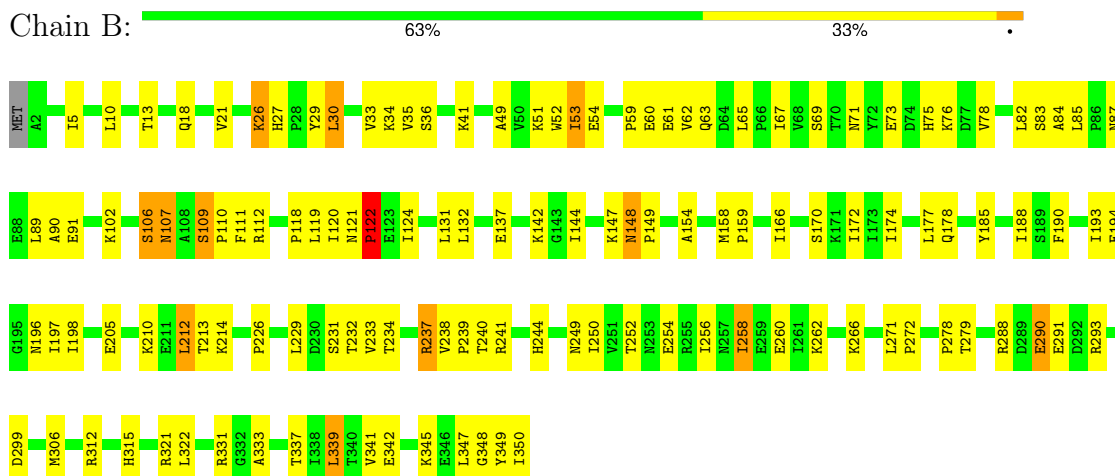 Chain B:
63% 33% •
MET A2 I5 L10 T13 Q18 V21 K26 H27 P28 Y29 L30 V33 K34 V35 S36 K41 A49 V50 K51 W52 I53 E54 P59 E60 E61 V62 Q63 D64 L65 P66 I67 V68 S69 T70 N71 Y72 E73 D74 H75 K76 D77 V78 L82 S83 A84 L85 P86 N87
E88 L89 A90 E91 K102 S106 N107 A108 S109 P110 F111 R112 P118 L119 I120 N121 P122 E123 I124 L131 L132 E137 K142 G143 I144 K147 N148 P149 A154 M158 P159 I166 S170 K171 I172 I173 I174 L177 Q178 Y185 I188 S189 F190 I193 E194
G195 N196 I197 I198 E205 K210 E211 L212 T213 K214 P226 L229 D230 S231 T232 V233 T234 R237 V238 P239 T240 R241 H244 N249 I250 V251 T252 N253 E254 R255 I256 N257 I258 E259 E260 I261 K262 K266 L271 P272 P278 T279 R288 D289 E290 E291 D292 R293
D299 M306 R312 H315 R321 L322 R331 G332 A333 T337 I338 L339 T340 V341 E342 K345 E346 L347 G348 Y349 I350